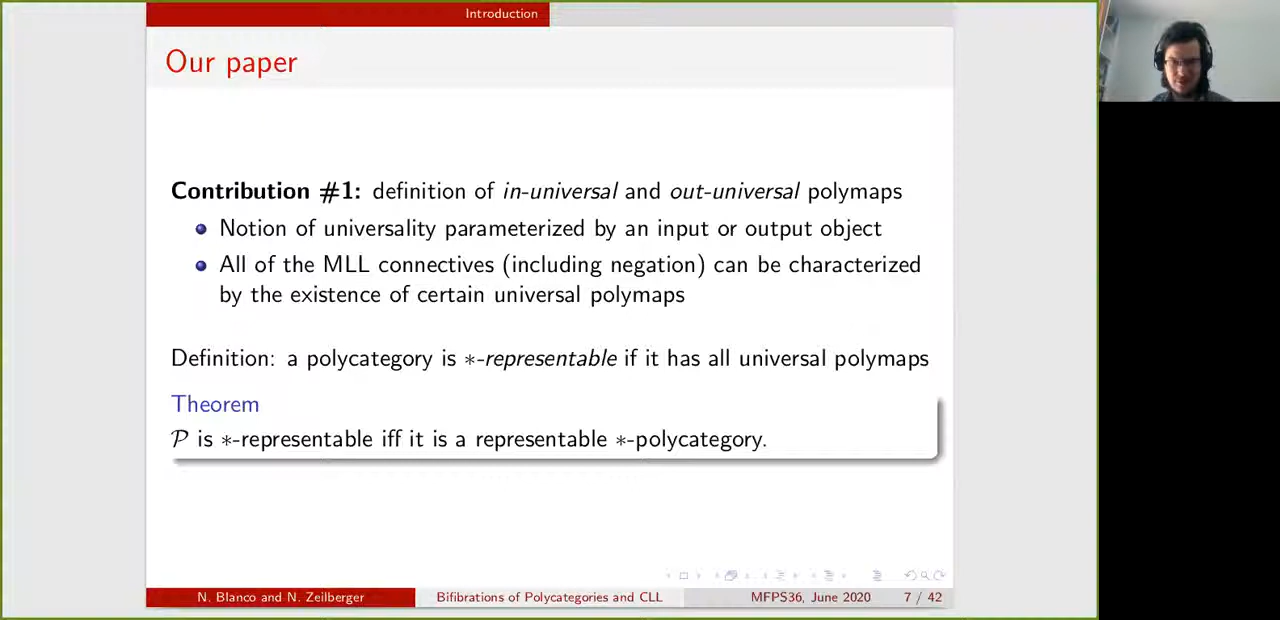 Introduction
Our paper
Contribution #1: definition of in-universal and out-universal polymaps
Notion of universality parameterized by an input or output object
All of the MLL connectives (including negation) can be characterized
by the existence of certain universal polymaps
Definition: a polycategory is ∗-representable if it has all universal polymaps
Theorem
𝒫 is ∗-representable iff it is a representable ∗-polycategory.
N. Blanco and N. Zeilberger Bifibrations of Polycategories and CLL MFPS36, June 2020 7 / 42